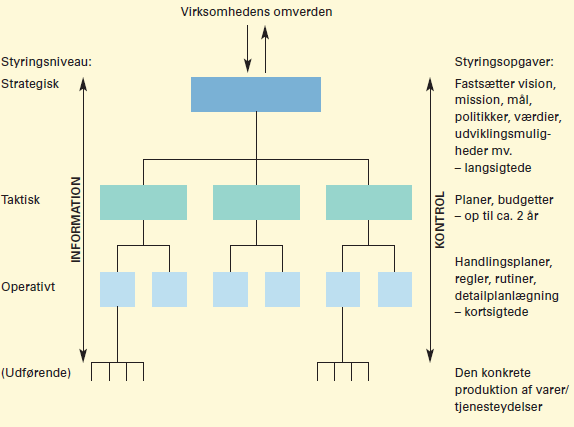 Virksomhedens omverden
Styringsniveau:
Styringsopgaver:
Strategisk
Fastsætter vision,
mission, mål,
politikker, værdier,
udviklingsmulig-
heder mv.
– langsigtede
INFORMATION
KONTROL
Taktisk
Planer, budgetter
– op til ca. 2 år
Operativt
Handlingsplaner,
regler, rutiner,
detailplanlægning
– kortsigtede
(Udførende)
Den konkrete
produktion af varer/
tjenesteydelser